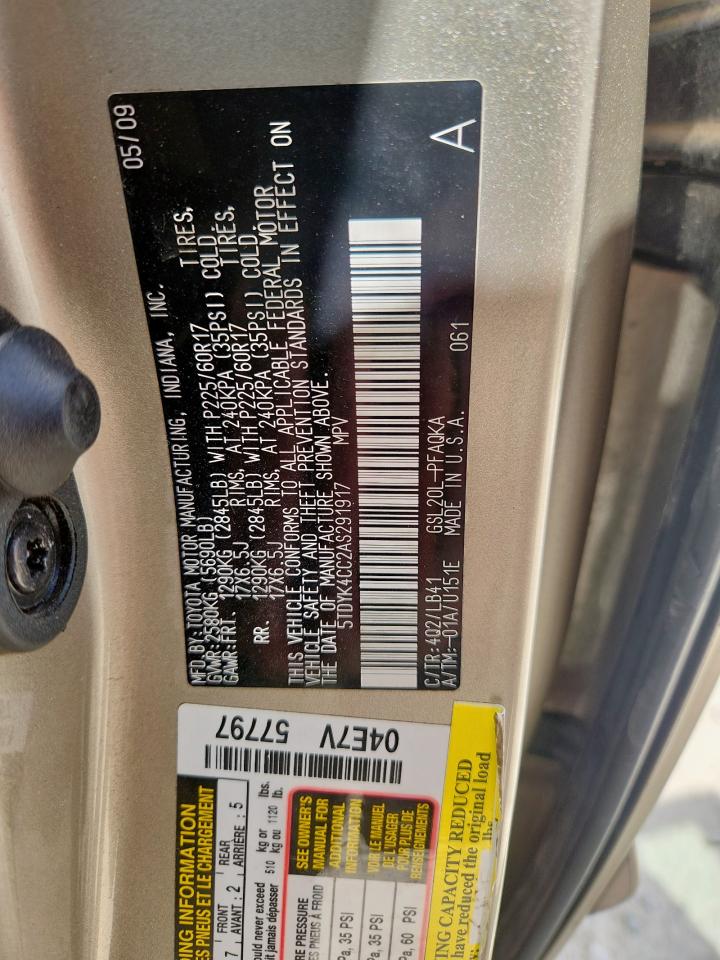 05/09
MFD.BY:TOYOTA MOTOR MANUFACTURING, INDIANA, INC.
GVWR:2580KG (5690LB)
GAWR:FRT. 1290KG (2845LB) WITH P225/60R17 TIRES,
17X6.5J RIMS, AT 240KPA (35PSI) COLD
RR. 1290KG (2845LB) WITH P225/60R17 TIRES,
17X6.5J RIMS, AT 240KPA (35PSI) COLD.
THIS VEHICLE CONFORMS TO ALL APPLICABLE FEDERAL MOTOR
VEHICLE SAFETY AND THEFT PREVENTION STANDARDS IN EFFECT ON
THE DATE OF MANUFACTURE SHOWN ABOVE.
5TDYK4CC2AS291917 MPV
C/TR:4Q2/LB41 GSL20L-PFAQKA 061
A/TM:-01A/U151E MADE IN U.S.A. A
04E7V 57797
ING INFORMATION
ES PNEUS ET LE CHARGEMENT
7 FRONT REAR
AVANT : 2 ARRIÈRE : 5
ould never exceed 510 kg or 1120 lbs.
it jamais dépasser 510 kg ou 1120 lb.
RE PRESSURE
ES PNEUS À FROID
Pa, 35 PSI
Pa, 35 PSI
Pa, 60 PSI
SEE OWNER'S
MANUAL FOR
ADDITIONAL
INFORMATION
VOIR LE MANUEL
DE L'USAGER
POUR PLUS DE
RENSEIGNEMENTS
ING CAPACITY REDUCED
have reduced the original load
lbs